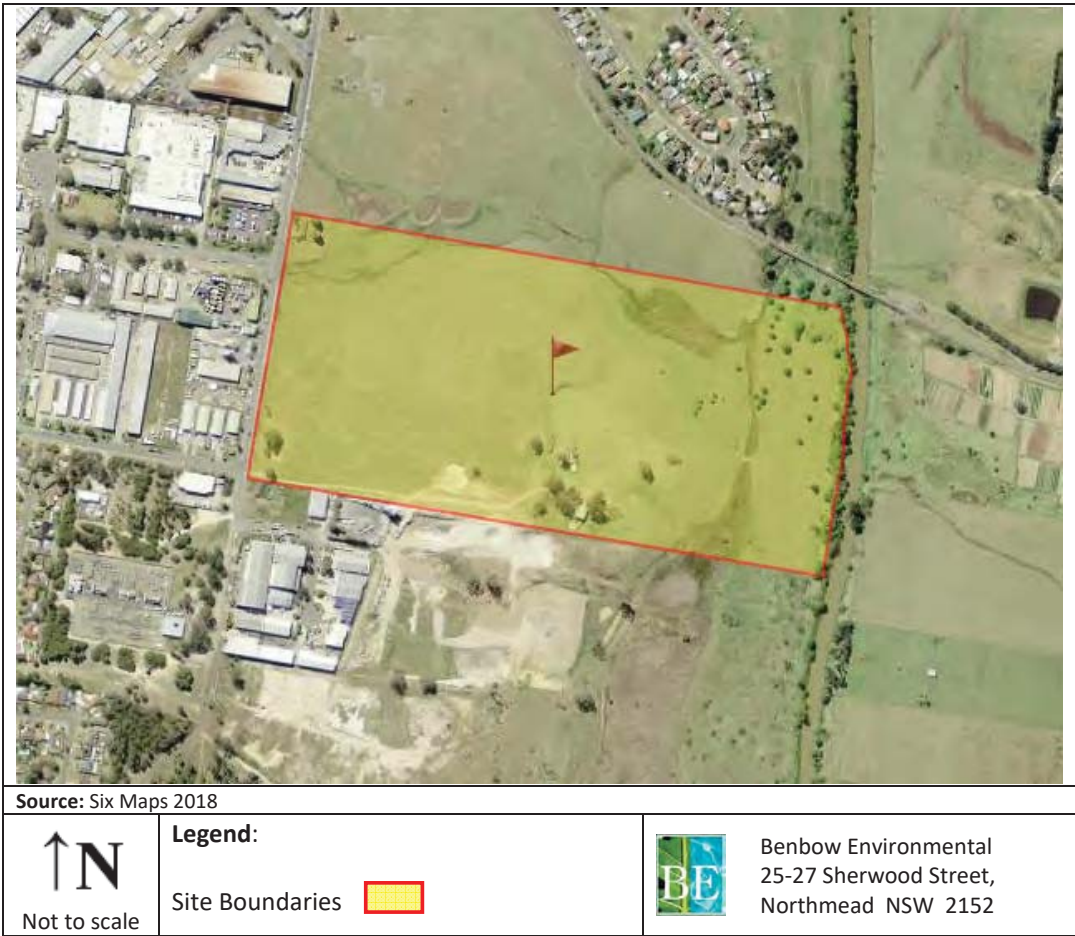 Source: Six Maps 2018
↑N
Not to scale
Legend:
Site Boundaries
BE
Benbow Environmental
25-27 Sherwood Street,
Northmead NSW 2152